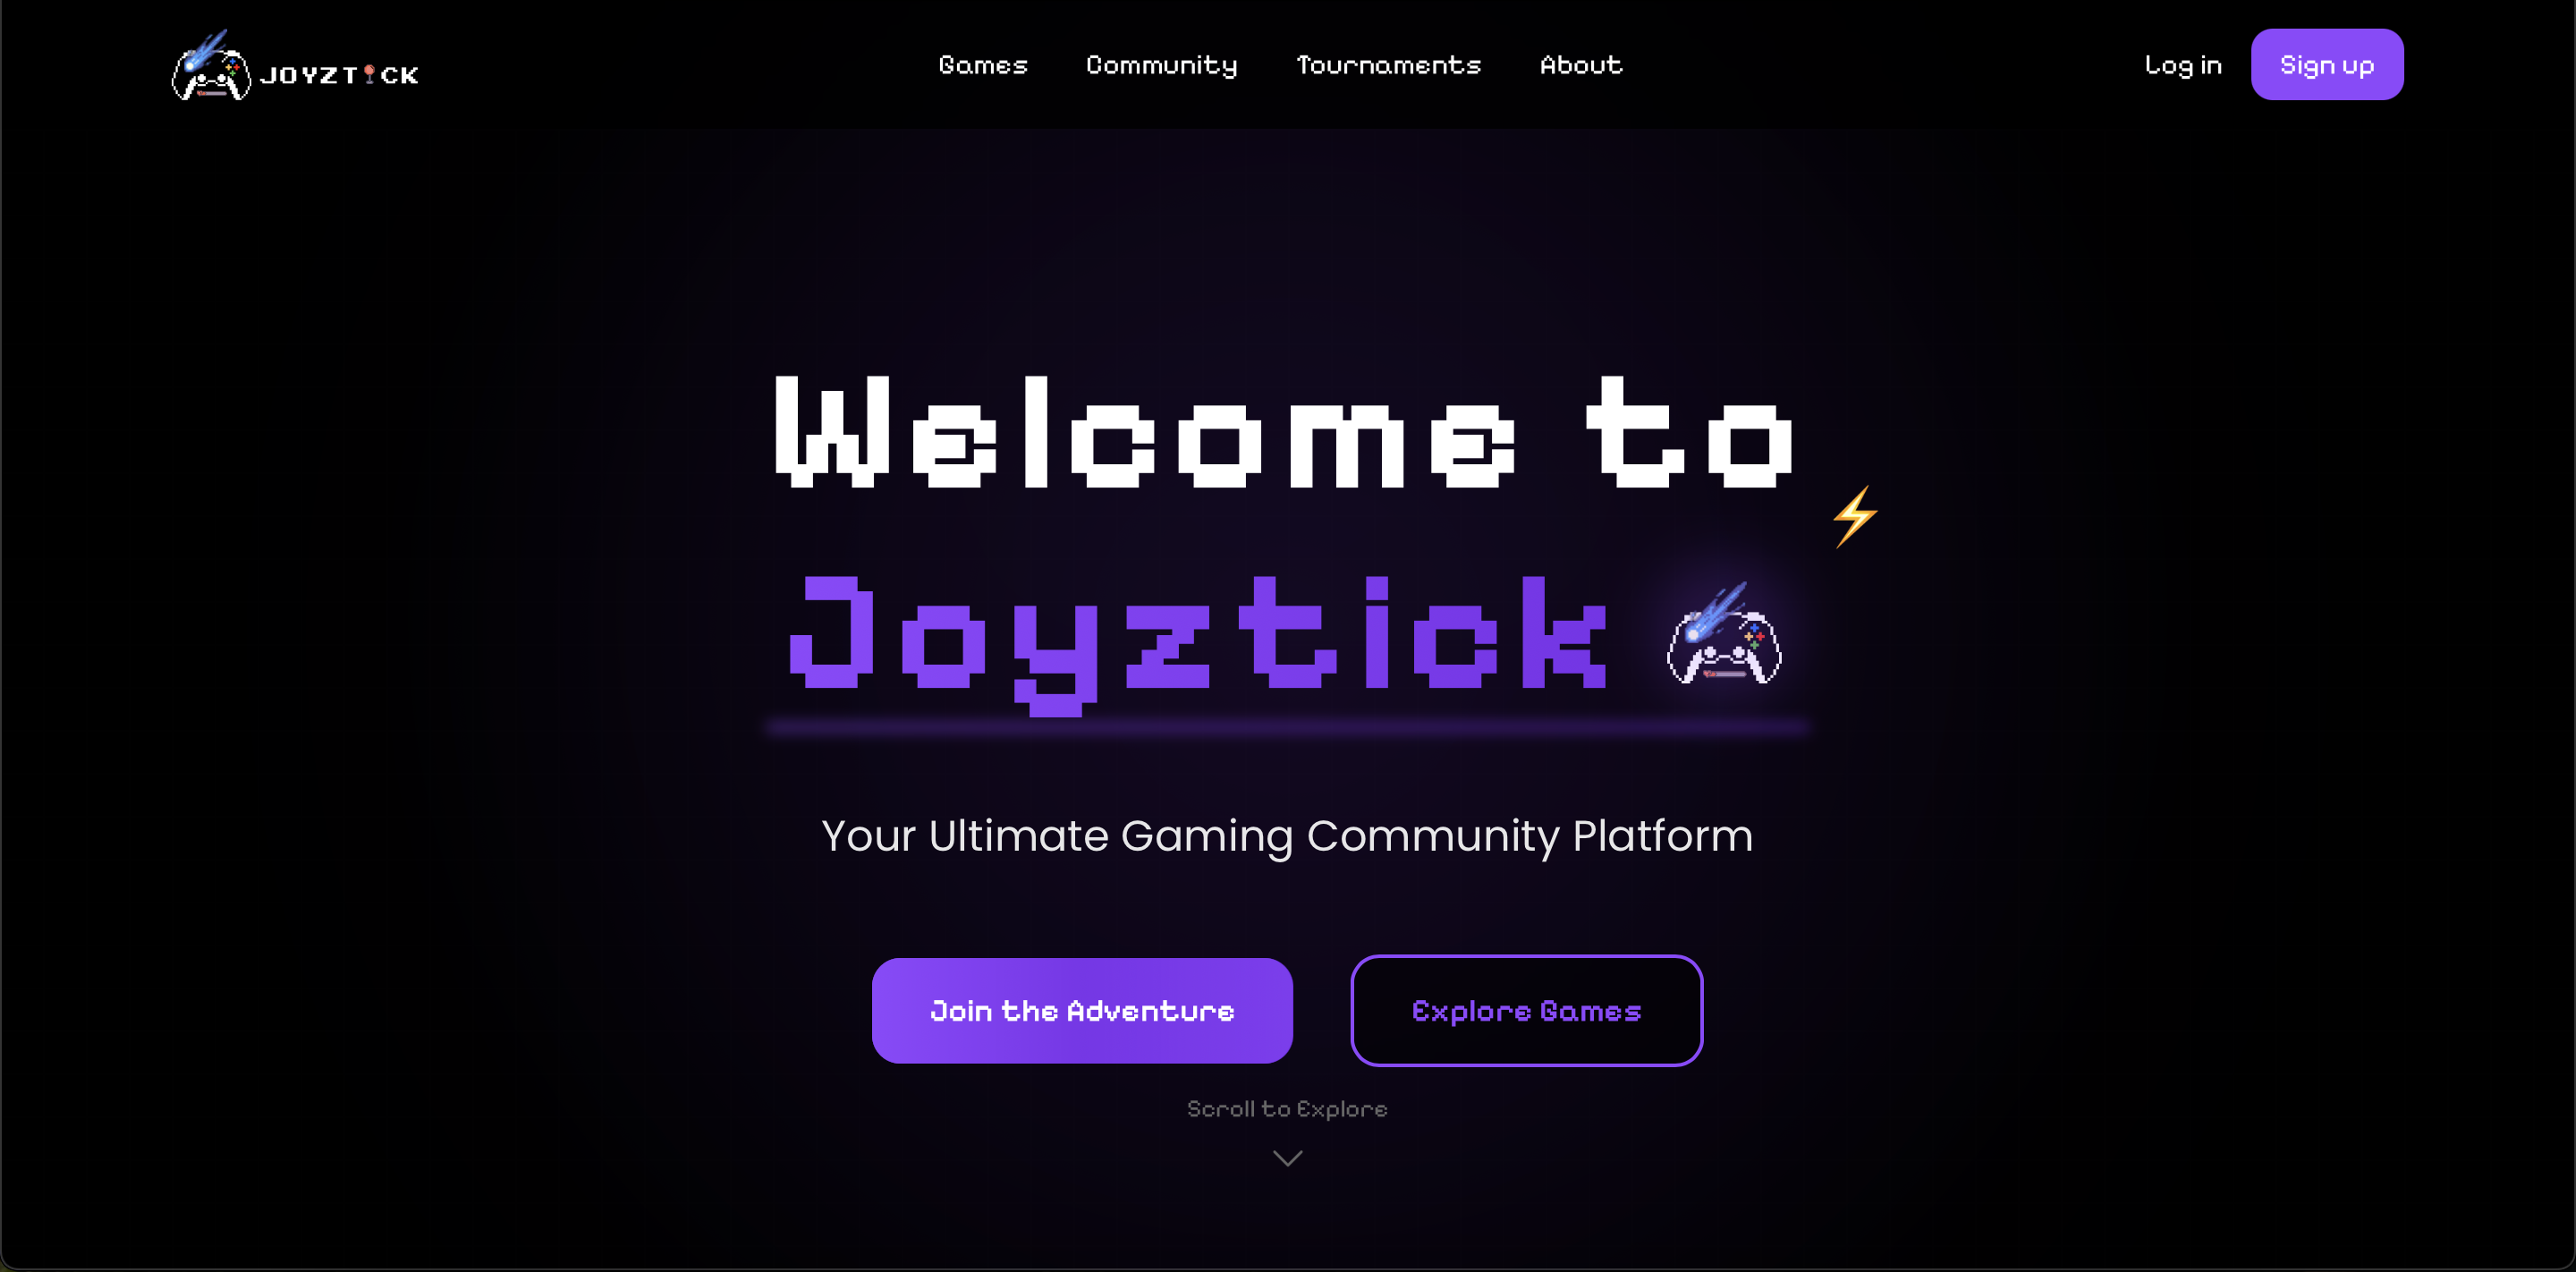 JOYZTICK
Games
Community
Tournaments
About
Log in
Sign up
Welcome to
Joyztick
Your Ultimate Gaming Community Platform
Join the Adventure
Explore Games
Scroll to Explore